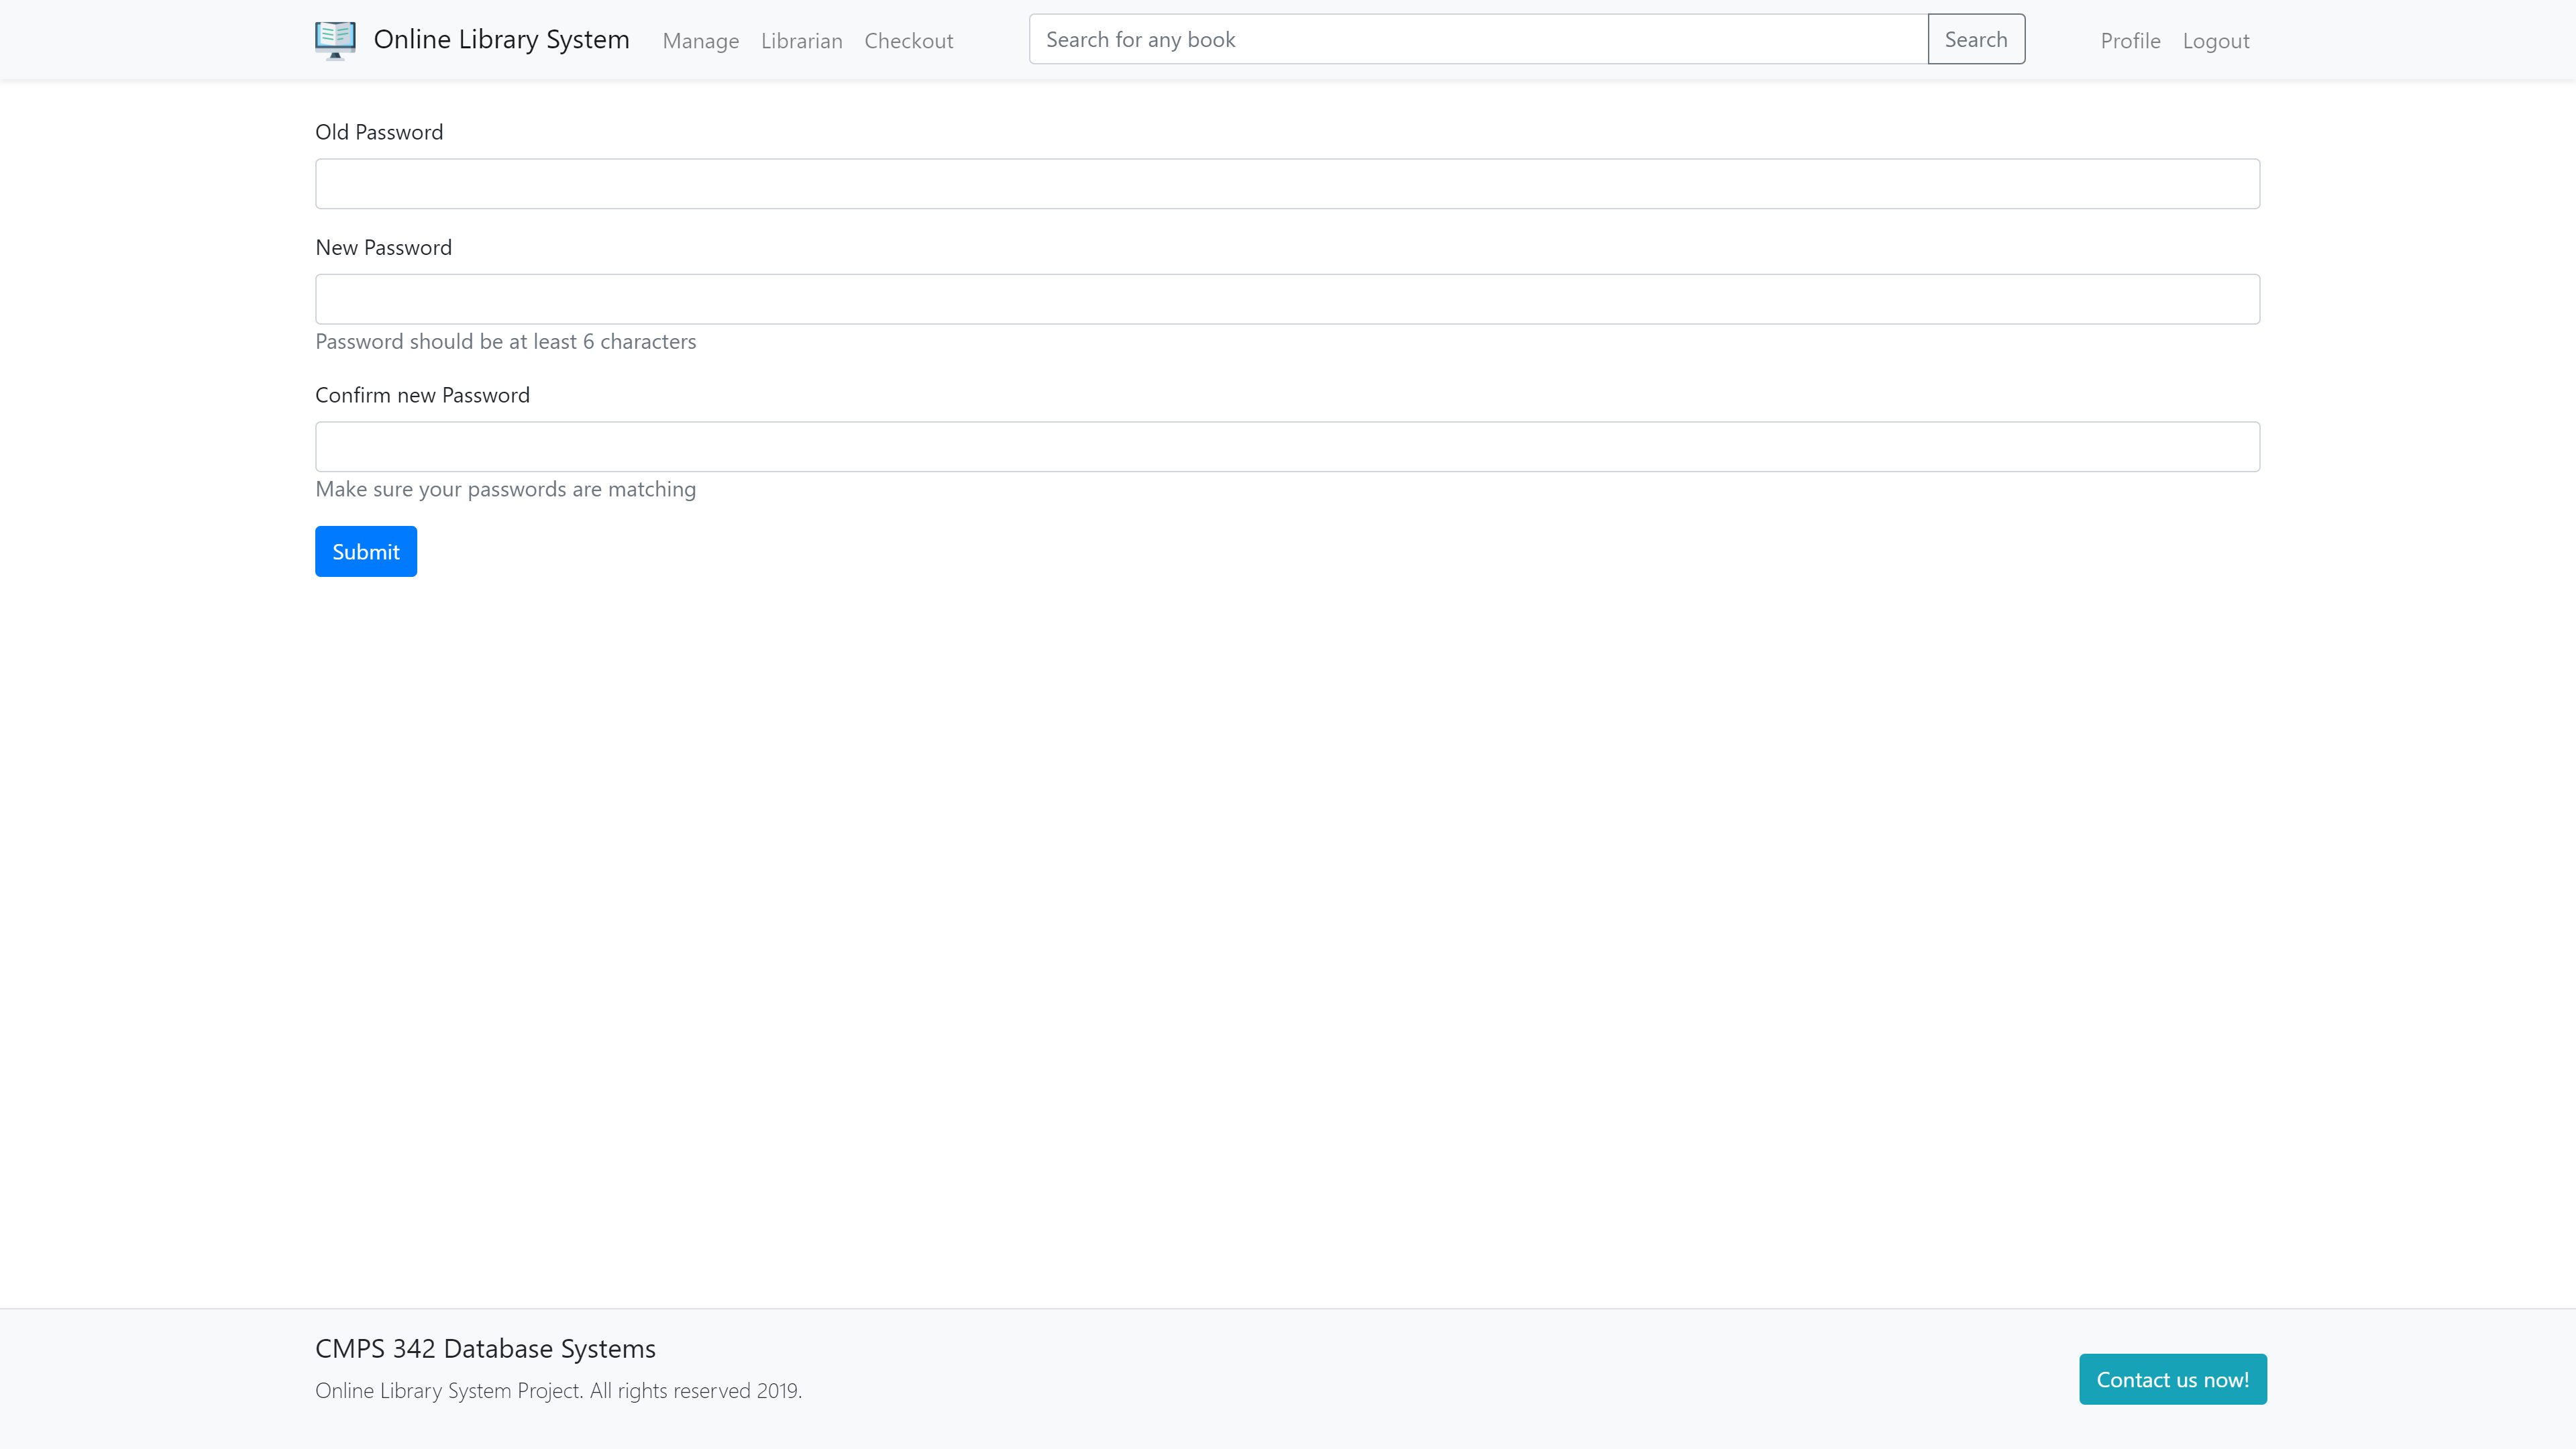 Online Library System Manage Librarian Checkout Search for any book Search Profile Logout
Old Password
New Password
Password should be at least 6 characters
Confirm new Password
Make sure your passwords are matching
Submit
CMPS 342 Database Systems
Online Library System Project. All rights reserved 2019.
Contact us now!